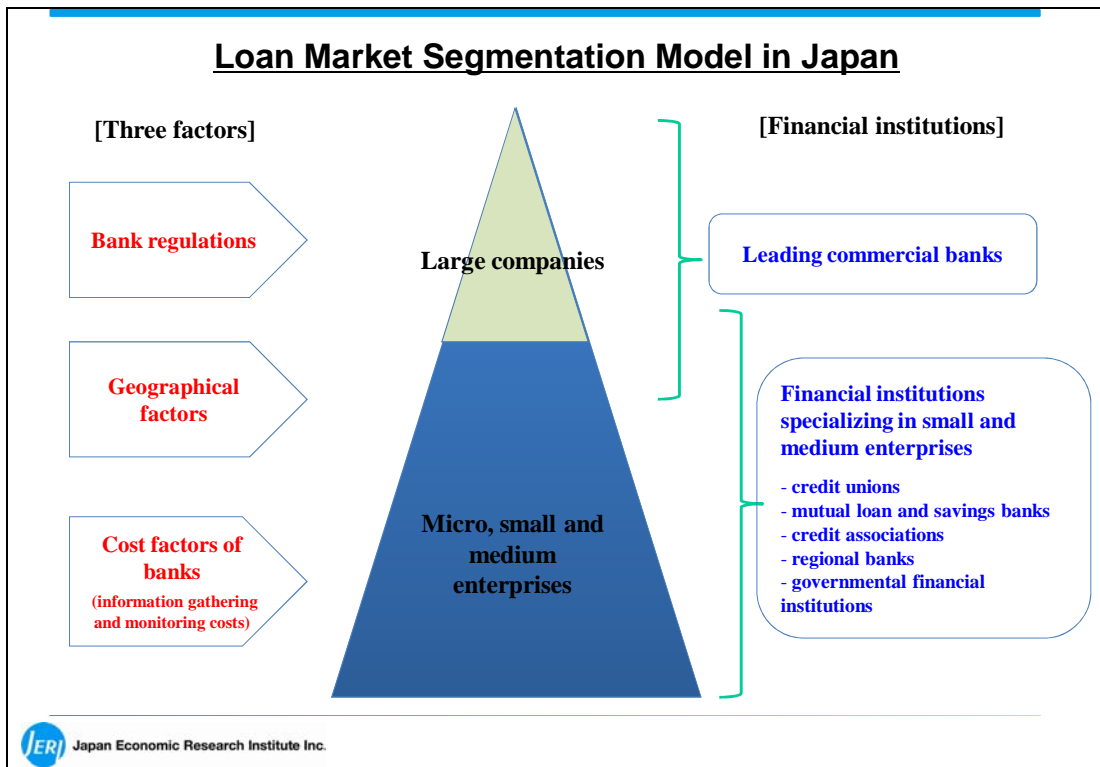 Loan Market Segmentation Model in Japan
[Three factors]
[Financial institutions]
Bank regulations
Geographical
factors
Cost factors of
banks
(information gathering
and monitoring costs)
Large companies
Micro, small and
medium
enterprises
Leading commercial banks
Financial institutions
specializing in small and
medium enterprises
- credit unions
- mutual loan and savings banks
- credit associations
- regional banks
- governmental financial
institutions
JERI Japan Economic Research Institute Inc.